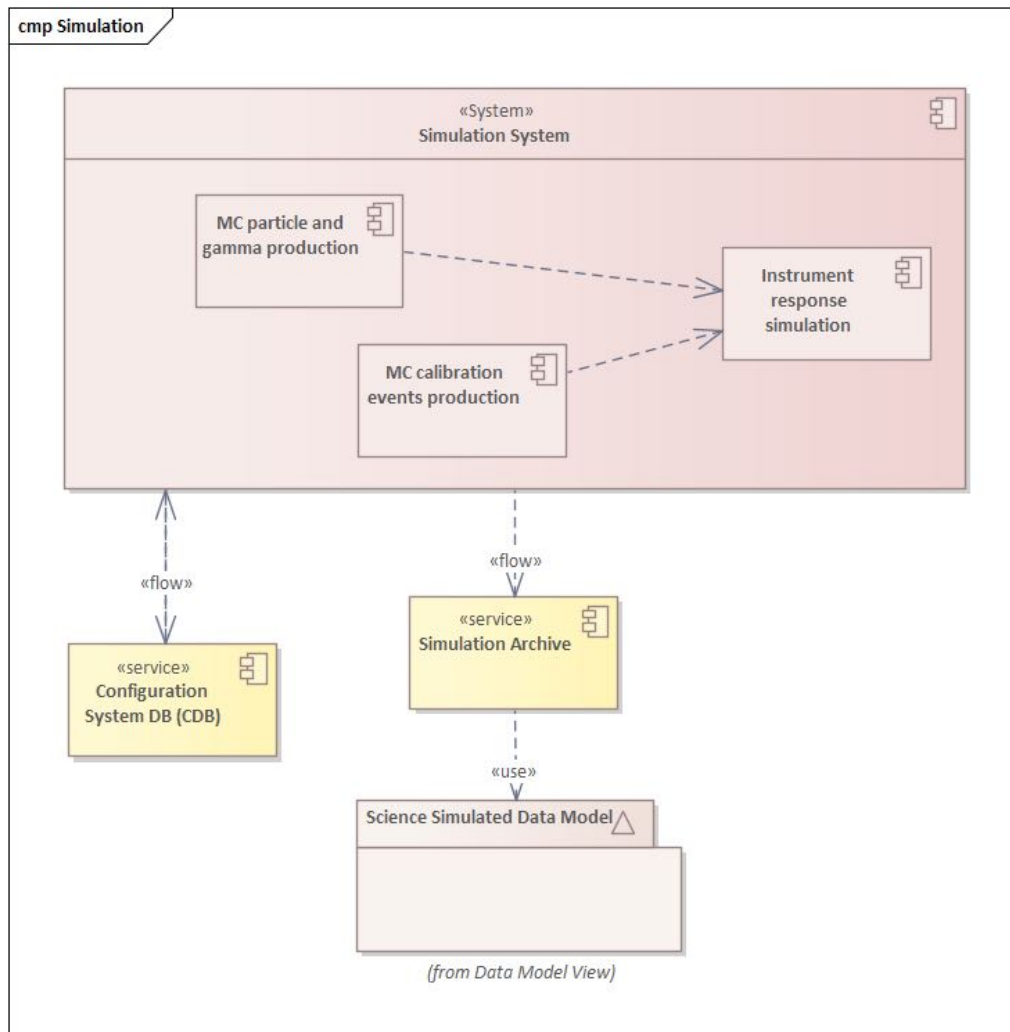 cmp Simulation
«System»
Simulation System
MC particle and
gamma production
Instrument
response
simulation
MC calibration
events production
«flow»
«flow»
«service»
Simulation Archive
«service»
Configuration
System DB (CDB)
«use»
Science Simulated Data Model
(from Data Model View)